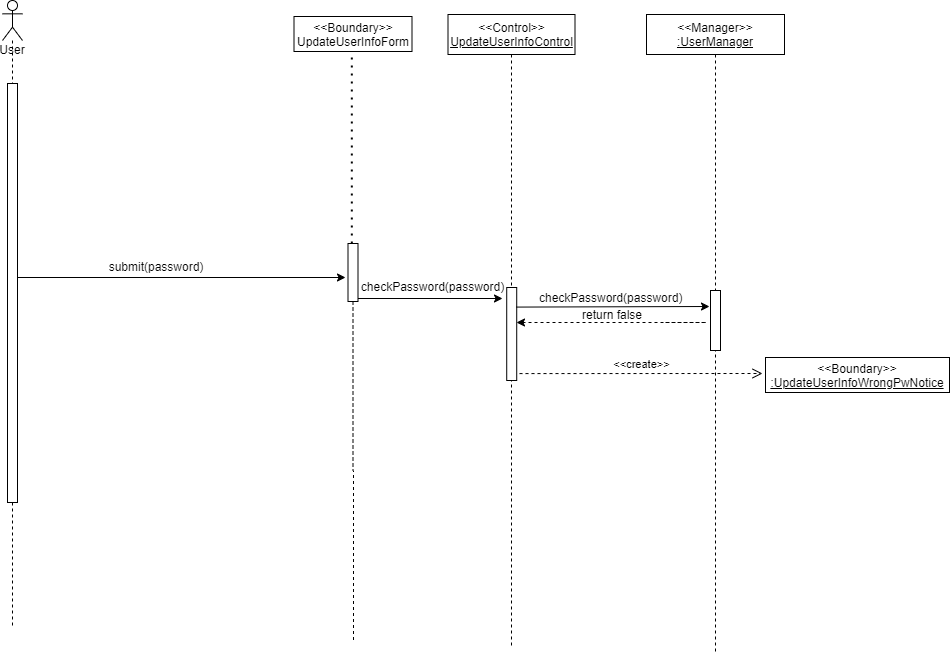 User
<<Boundary>>
UpdateUserInfoForm
<<Control>>
UpdateUserInfoControl
<<Manager>>
:UserManager
submit(password)
checkPassword(password)
checkPassword(password)
return false
<<create>>
<<Boundary>>
:UpdateUserInfoWrongPwNotice